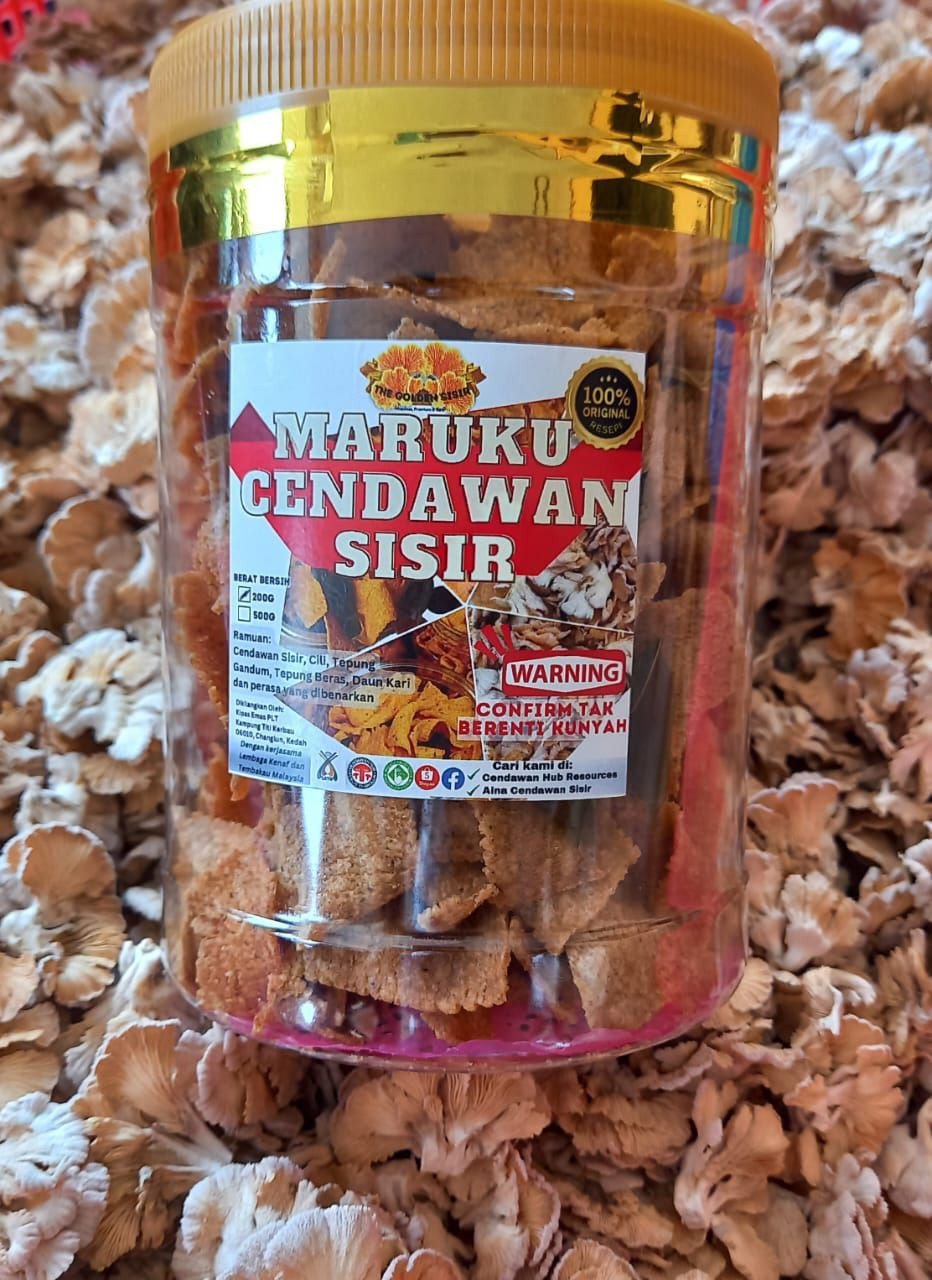 THE GOLDEN SISIR
100%
ORIGINAL
RESEPI
MARUKU
CENDAWAN
SISIR
BERAT BERSIH
200G
500G
Ramuan:
Cendawan Sisir, Cili, Tepung
Gandum, Tepung Beras, Daun Kari
dan perasa yang dibenarkan
Dikilangkan Oleh:
Kipas Emas PLT
Kampung Titi Kerbau
06010, Changlun, Kedah
Dengan kerjasama
Lembaga Kenaf dan
Tembakau Malaysia
WARNING
CONFIRM TAK
BERENTI KUNYAH
Cari kami di:
Cendawan Hub Resources
Aina Cendawan Sisir